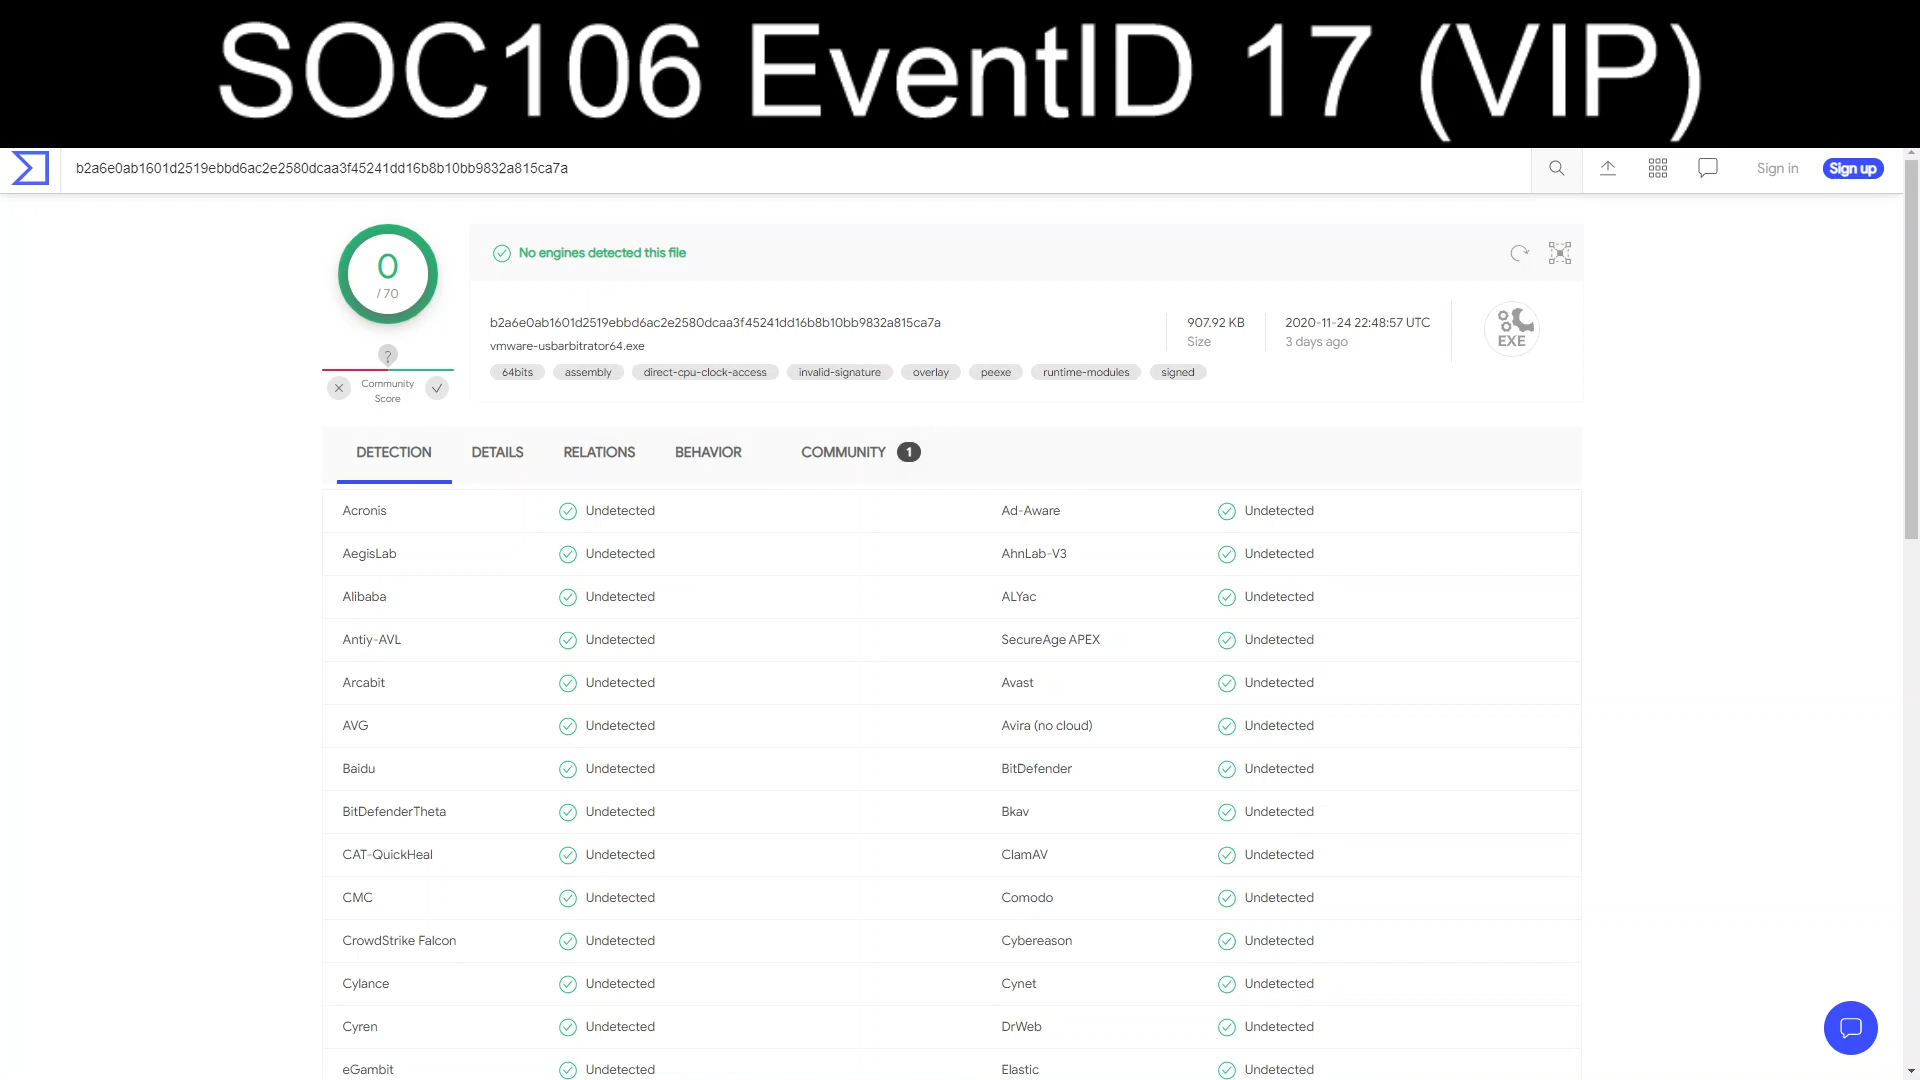 SOC106 EventID 17 (VIP)
b2a6e0ab1601d2519ebbd6ac2e2580dcaa3f45241dd16b8b10bb9832a815ca7a
Sign in
Sign up
0
/ 70
?
Community
Score
No engines detected this file
b2a6e0ab1601d2519ebbd6ac2e2580dcaa3f45241dd16b8b10bb9832a815ca7a
vmware-usbarbitrator64.exe
64bits assembly direct-cpu-clock-access invalid-signature overlay peexe runtime-modules signed
907.92 KB
Size
2020-11-24 22:48:57 UTC
3 days ago
EXE
DETECTION DETAILS RELATIONS BEHAVIOR COMMUNITY 1
Acronis Undetected Ad-Aware Undetected
AegisLab Undetected AhnLab-V3 Undetected
Alibaba Undetected ALYac Undetected
Antiy-AVL Undetected SecureAge APEX Undetected
Arcabit Undetected Avast Undetected
AVG Undetected Avira (no cloud) Undetected
Baidu Undetected BitDefender Undetected
BitDefenderTheta Undetected Bkav Undetected
CAT-QuickHeal Undetected ClamAV Undetected
CMC Undetected Comodo Undetected
CrowdStrike Falcon Undetected Cybereason Undetected
Cylance Undetected Cynet Undetected
Cyren Undetected DrWeb Undetected
eGambit Undetected Elastic Undetected